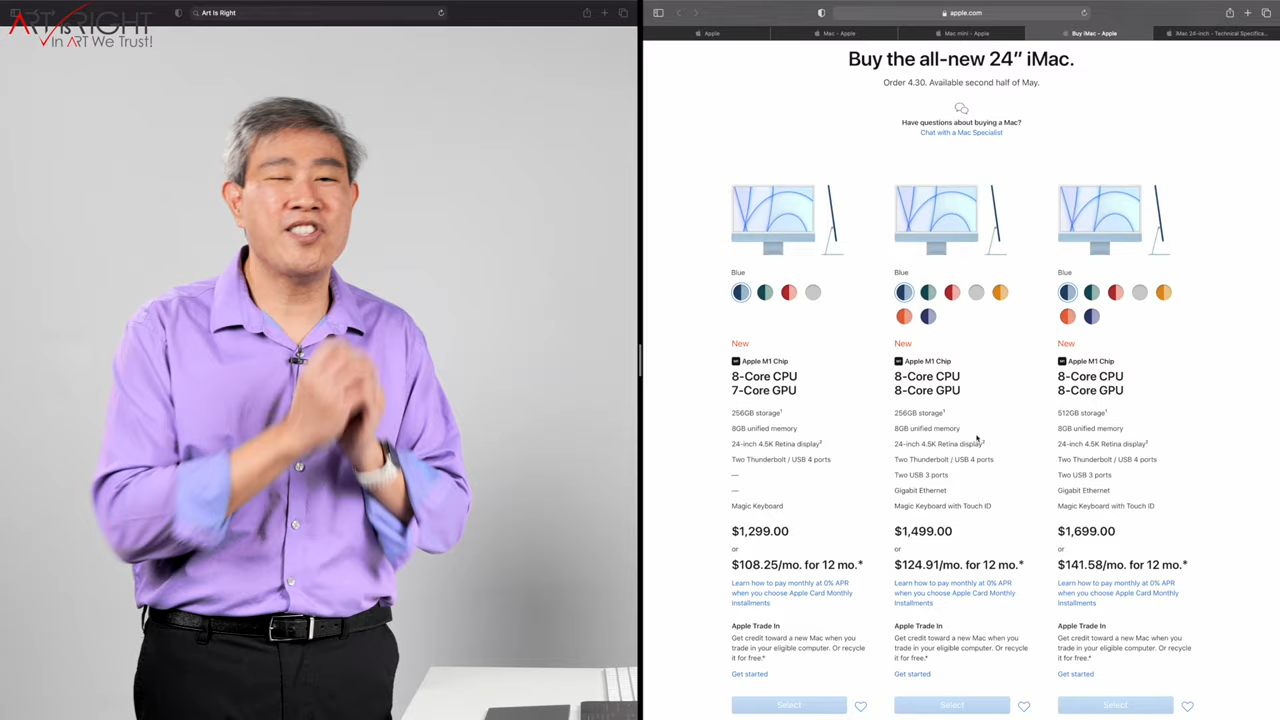 ART IS RIGHT
In ART We Trust!
Art Is Right
apple.com
Apple
Mac - Apple
Mac mini - Apple
Buy iMac - Apple
iMac 24-inch - Technical Specifica...
Buy the all-new 24″ iMac.
Order 4.30. Available second half of May.
Have questions about buying a Mac?
Chat with a Mac Specialist
Blue
Blue
Blue
New
New
New
M1 Apple M1 Chip
M1 Apple M1 Chip
M1 Apple M1 Chip
8-Core CPU
7-Core GPU
8-Core CPU
8-Core GPU
8-Core CPU
8-Core GPU
256GB storage¹
256GB storage¹
512GB storage¹
8GB unified memory
8GB unified memory
8GB unified memory
24-inch 4.5K Retina display²
24-inch 4.5K Retina display²
24-inch 4.5K Retina display²
Two Thunderbolt / USB 4 ports
Two Thunderbolt / USB 4 ports
Two Thunderbolt / USB 4 ports
—
Two USB 3 ports
Two USB 3 ports
—
Gigabit Ethernet
Gigabit Ethernet
Magic Keyboard
Magic Keyboard with Touch ID
Magic Keyboard with Touch ID
$1,299.00
$1,499.00
$1,699.00
or
or
or
$108.25/mo. for 12 mo.*
$124.91/mo. for 12 mo.*
$141.58/mo. for 12 mo.*
Learn how to pay monthly at 0% APR
when you choose Apple Card Monthly
Installments
Learn how to pay monthly at 0% APR
when you choose Apple Card Monthly
Installments
Learn how to pay monthly at 0% APR
when you choose Apple Card Monthly
Installments
Apple Trade In
Get credit toward a new Mac when you
trade in your eligible computer. Or recycle
it for free.*
Apple Trade In
Get credit toward a new Mac when you
trade in your eligible computer. Or recycle
it for free.*
Apple Trade In
Get credit toward a new Mac when you
trade in your eligible computer. Or recycle
it for free.*
Get started
Get started
Get started
Select
Select
Select